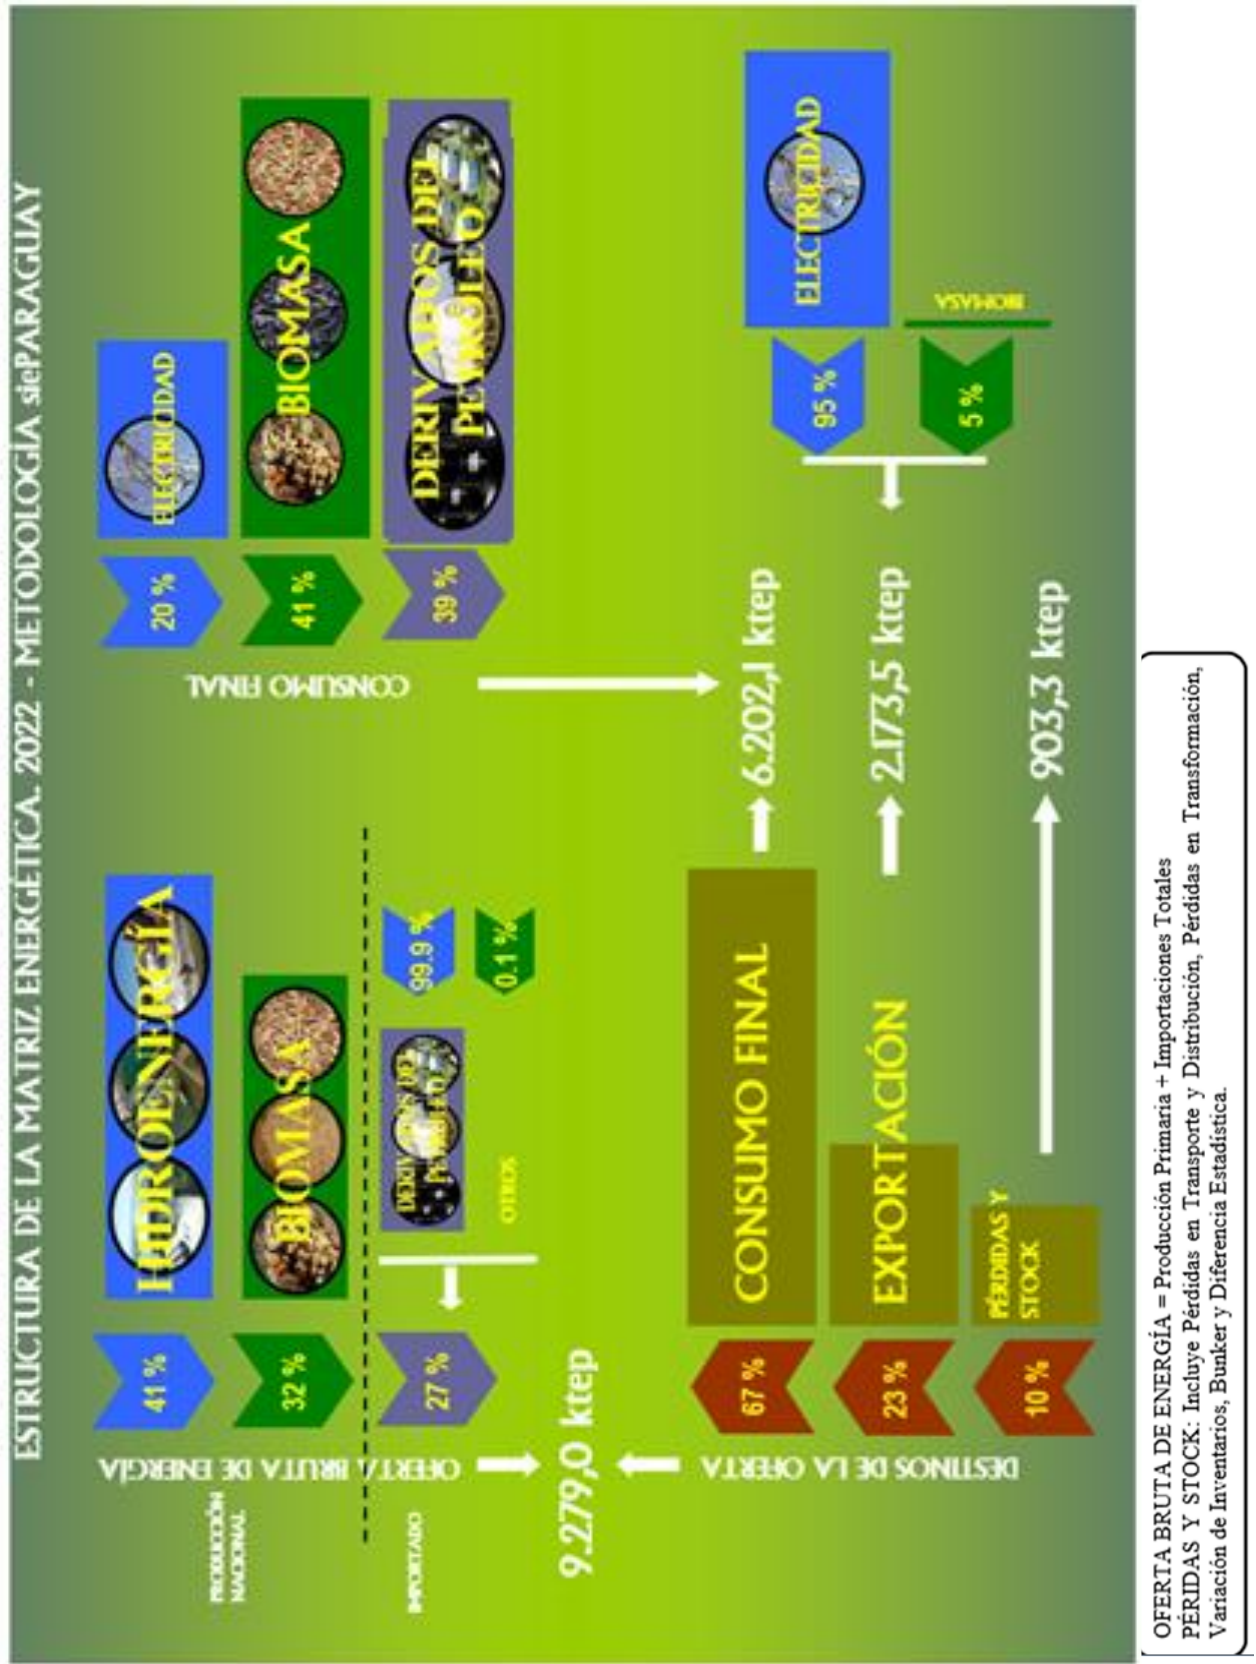 ESTRUCTURA DE LA MATRIZ ENERGÉTICA. 2022 - METODOLOGÍA siePARAGUAY
PRODUCCIÓN
NACIONAL
IMPORTADO
OFERTA BRUTA DE ENERGÍA
41 %
HIDROENERGÍA
32 %
BIOMASA
27 %
DERIVADOS DEL
PETRÓLEO
99.9 %
OTROS
0.1 %
9.279,0 ktep
CONSUMO FINAL
20 %
ELECTRICIDAD
41 %
BIOMASA
39 %
DERIVADOS DEL
PETRÓLEO
DESTINOS DE LA OFERTA
67 %
CONSUMO FINAL
6.202,1 ktep
23 %
EXPORTACIÓN
2.173,5 ktep
95 %
ELECTRICIDAD
5 %
BIOMASA
10 %
PÉRDIDAS Y
STOCK
903,3 ktep
OFERTA BRUTA DE ENERGÍA = Producción Primaria + Importaciones Totales
PÉRIDAS Y STOCK: Incluye Pérdidas en Transporte y Distribución, Pérdidas en Transformación,
Variación de Inventarios, Bunker y Diferencia Estadística.